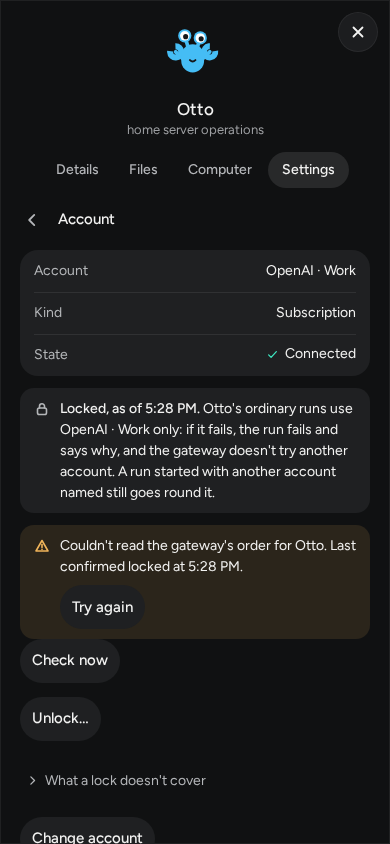 Otto
home server operations
Details Files Computer Settings
Account
Account OpenAI · Work
Kind Subscription
State Connected
Locked, as of 5:28 PM. Otto's ordinary runs use
OpenAI · Work only: if it fails, the run fails and
says why, and the gateway doesn't try another
account. A run started with another account
named still goes round it.
Couldn't read the gateway's order for Otto. Last
confirmed locked at 5:28 PM.
Try again
Check now
Unlock...
What a lock doesn't cover
Change account